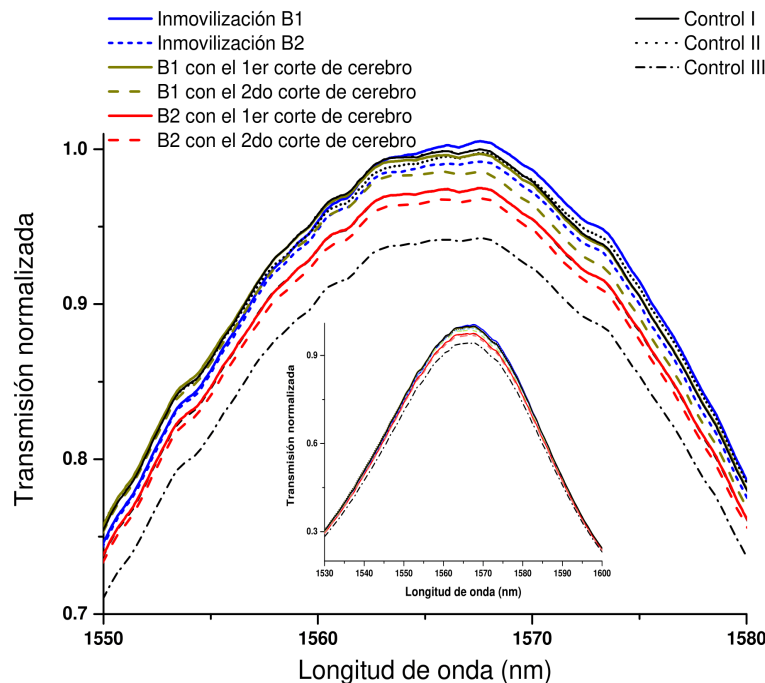 Inmovilización B1
Inmovilización B2
B1 con el 1er corte de cerebro
B1 con el 2do corte de cerebro
B2 con el 1er corte de cerebro
B2 con el 2do corte de cerebro
Control I
Control II
Control III
Transmisión normalizada
1.0
0.9
0.8
0.7
1550
1560
1570
1580
Longitud de onda (nm)
Transmisión normalizada
0.9
0.6
0.3
1530
1540
1550
1560
1570
1580
1590
1600
Longitud de onda (nm)